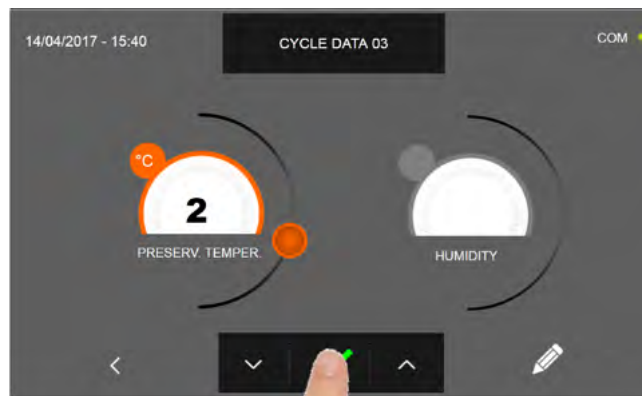 14/04/2017 - 15:40
CYCLE DATA 03
COM
°C
2
PRESERV. TEMPER.
HUMIDITY